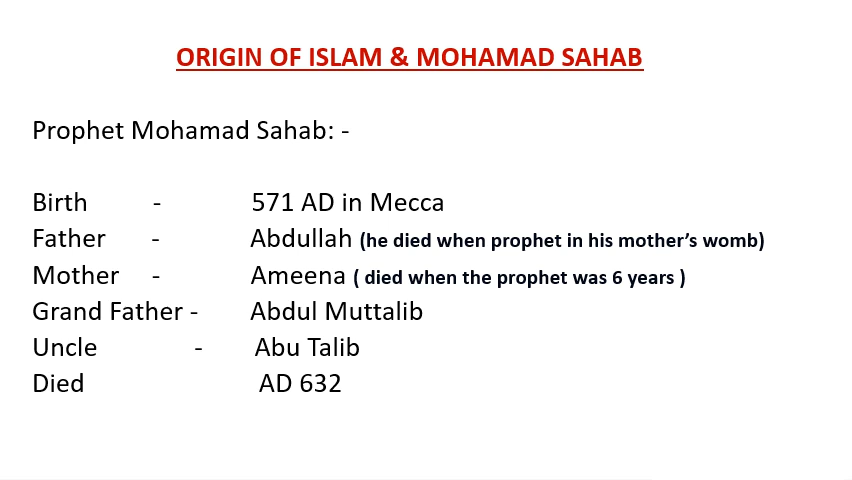 ORIGIN OF ISLAM & MOHAMAD SAHAB
Prophet Mohamad Sahab: -
Birth - 571 AD in Mecca
Father - Abdullah (he died when prophet in his mother’s womb)
Mother - Ameena ( died when the prophet was 6 years )
Grand Father - Abdul Muttalib
Uncle - Abu Talib
Died AD 632